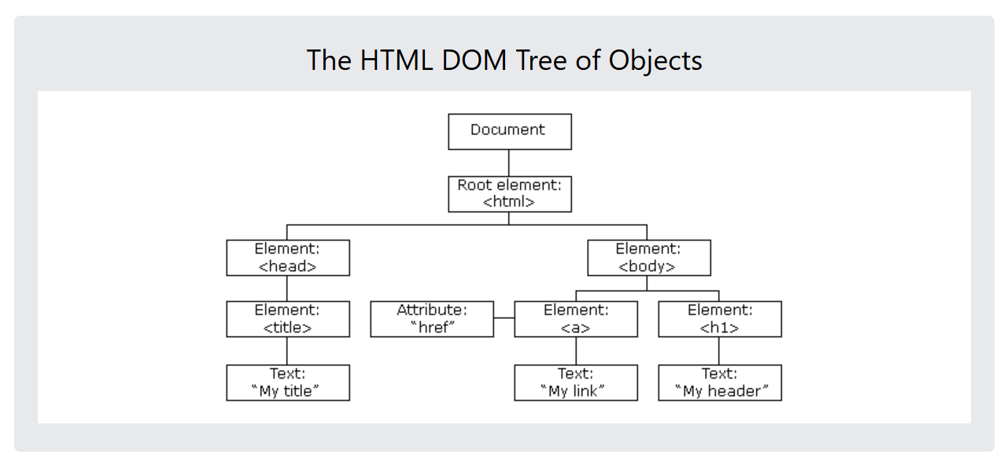 The HTML DOM Tree of Objects
Document
Root element:
<html>
Element:
<head>
Element:
<body>
Element:
<title>
Attribute:
“href”
Element:
<a>
Element:
<h1>
Text:
“My title”
Text:
“My link”
Text:
“My header”